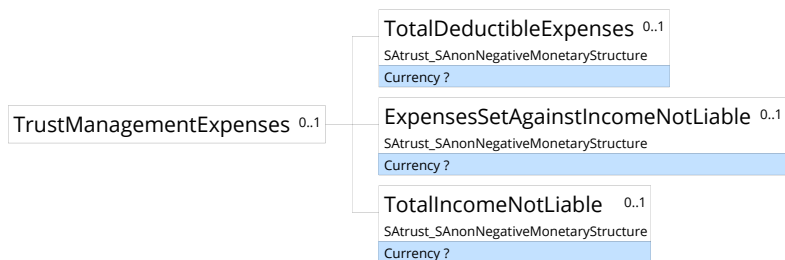 TotalDeductibleExpenses 0..1
SAtrust_SAnonNegativeMonetaryStructure
Currency ?
TrustManagementExpenses 0..1
ExpensesSetAgainstIncomeNotLiable 0..1
SAtrust_SAnonNegativeMonetaryStructure
Currency ?
TotalIncomeNotLiable 0..1
SAtrust_SAnonNegativeMonetaryStructure
Currency ?